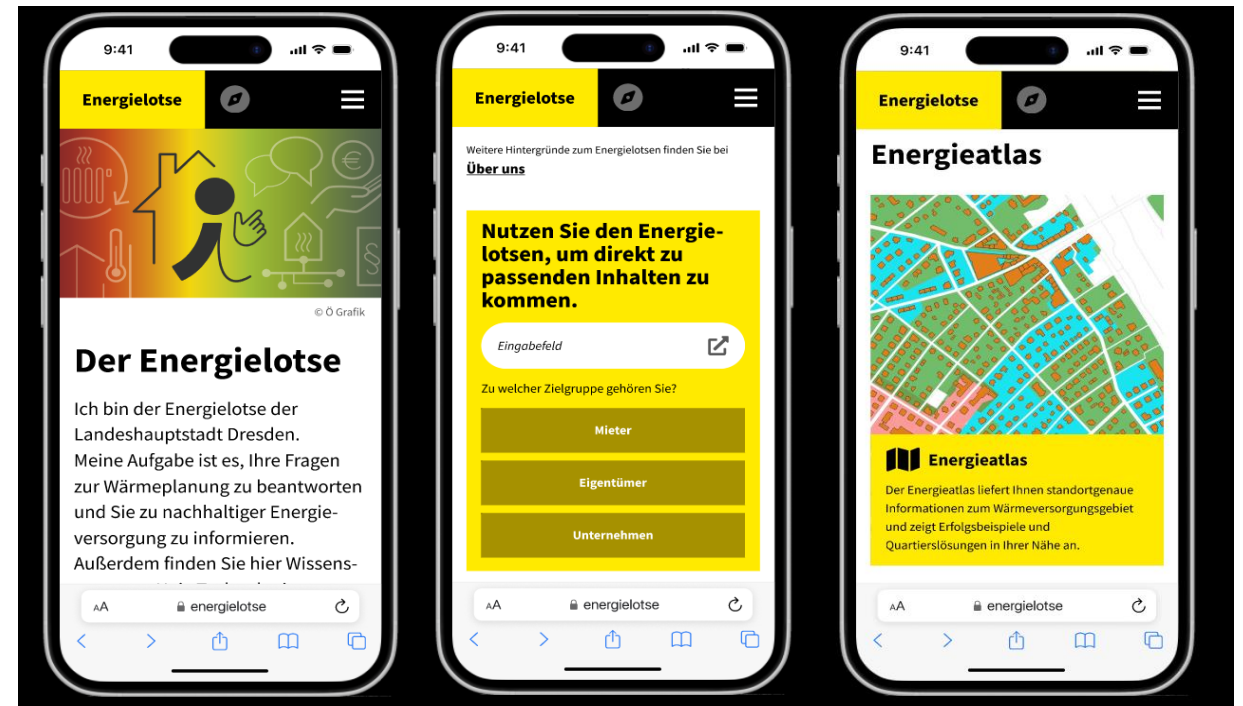 9:41
Energielotse
© Ö Grafik
Der Energielotse
Ich bin der Energielotse der
Landeshauptstadt Dresden.
Meine Aufgabe ist es, Ihre Fragen
zur Wärmeplanung zu beantworten
und Sie zu nachhaltiger Energie-
versorgung zu informieren.
Außerdem finden Sie hier Wissens-
AA
energielotse
9:41
Energielotse
Weitere Hintergründe zum Energielotsen finden Sie bei
Über uns
Nutzen Sie den Energie-
lotsen, um direkt zu
passenden Inhalten zu
kommen.
Eingabefeld
Zu welcher Zielgruppe gehören Sie?
Mieter
Eigentümer
Unternehmen
AA
energielotse
9:41
Energielotse
Energieatlas
Energieatlas
Der Energieatlas liefert Ihnen standortgenaue
Informationen zum Wärmeversorgungsgebiet
und zeigt Erfolgsbeispiele und
Quartierslösungen in Ihrer Nähe an.
AA
energielotse